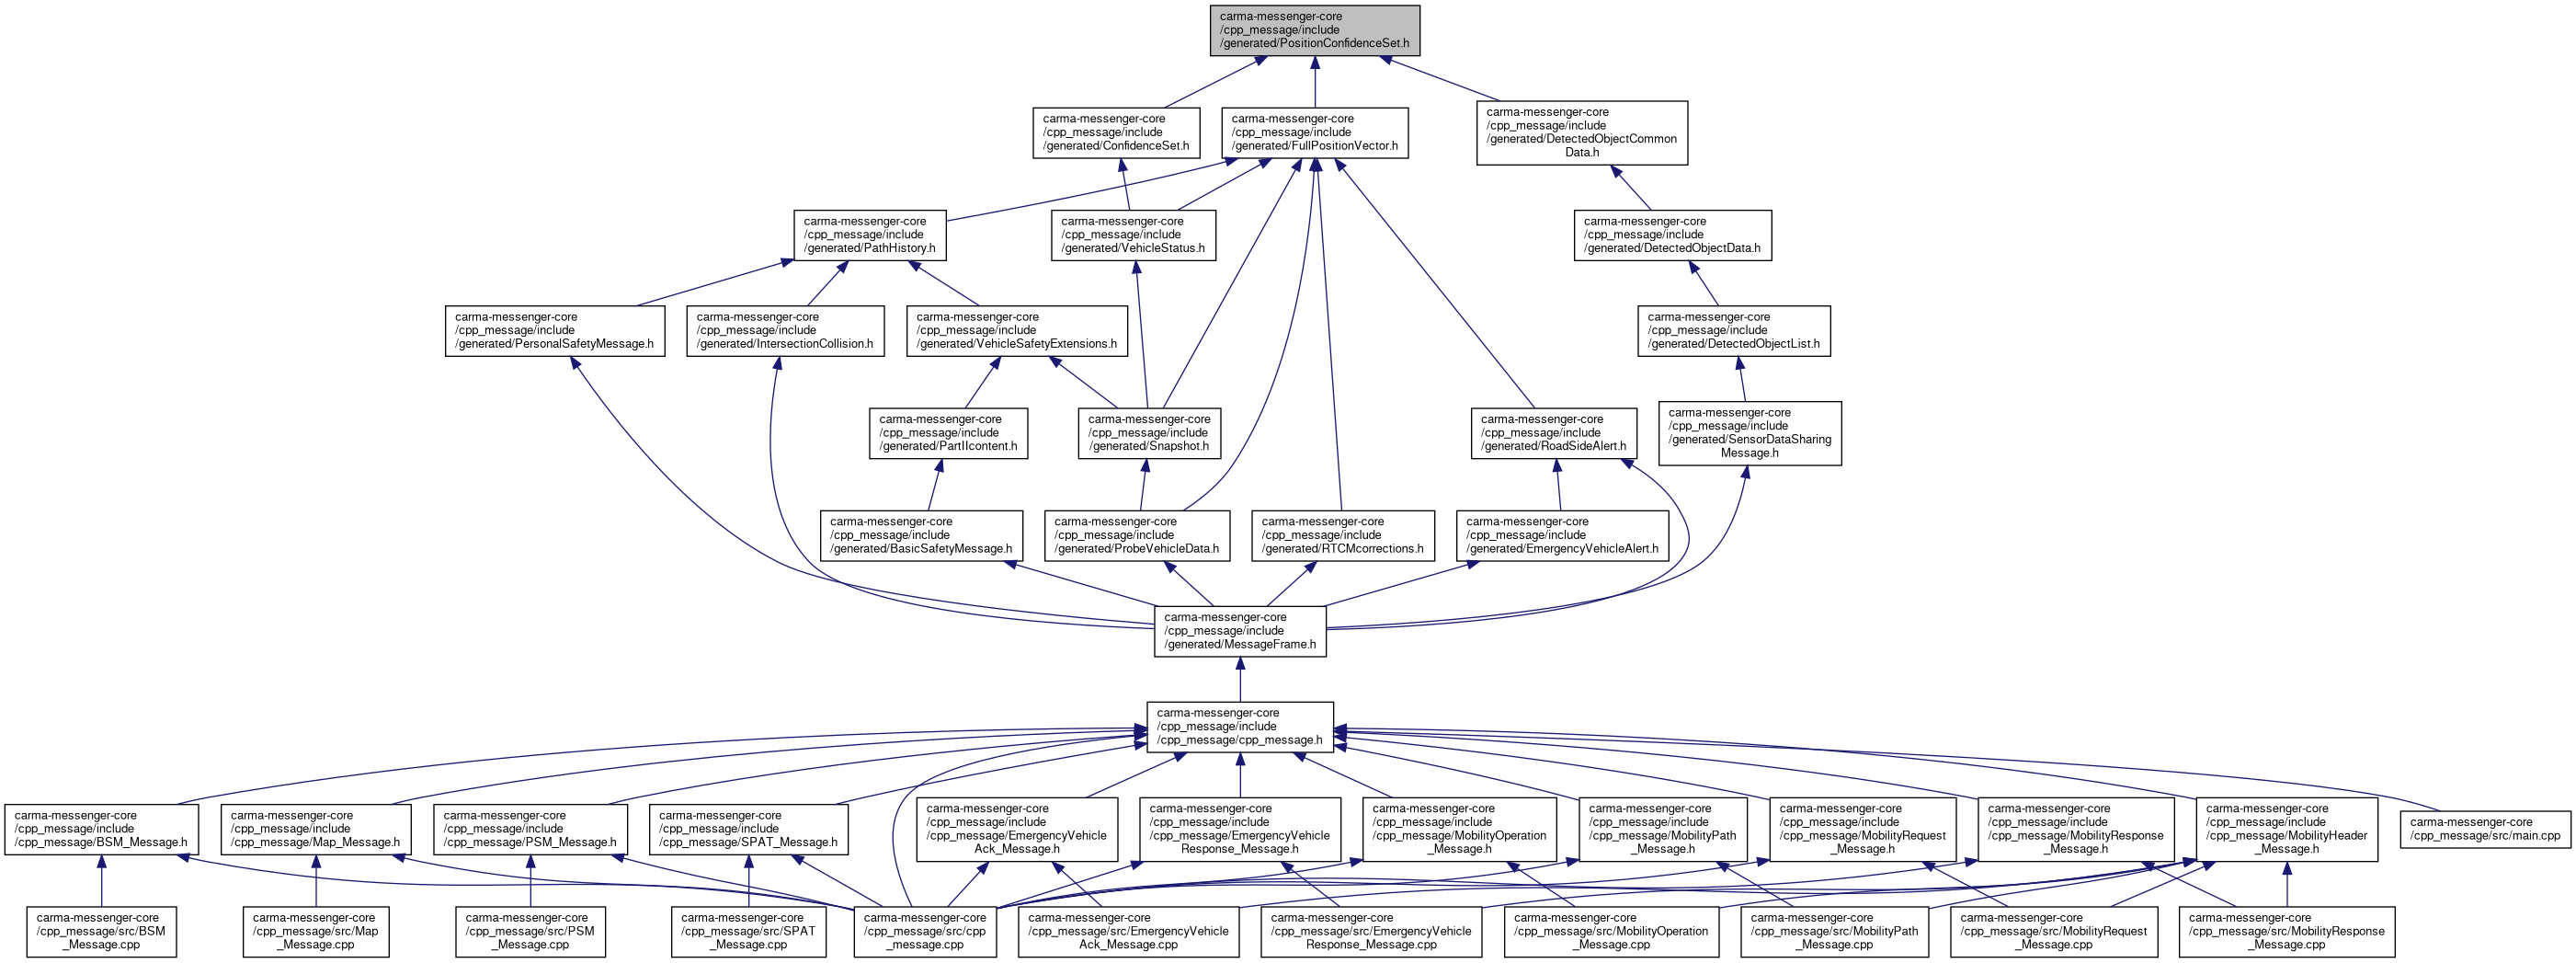 carma-messenger-core
/cpp_message/include
/generated/PositionConfidenceSet.h
carma-messenger-core
/cpp_message/include
/generated/ConfidenceSet.h
carma-messenger-core
/cpp_message/include
/generated/FullPositionVector.h
carma-messenger-core
/cpp_message/include
/generated/DetectedObjectCommon
Data.h
carma-messenger-core
/cpp_message/include
/generated/PathHistory.h
carma-messenger-core
/cpp_message/include
/generated/VehicleStatus.h
carma-messenger-core
/cpp_message/include
/generated/DetectedObjectData.h
carma-messenger-core
/cpp_message/include
/generated/PersonalSafetyMessage.h
carma-messenger-core
/cpp_message/include
/generated/IntersectionCollision.h
carma-messenger-core
/cpp_message/include
/generated/VehicleSafetyExtensions.h
carma-messenger-core
/cpp_message/include
/generated/DetectedObjectList.h
carma-messenger-core
/cpp_message/include
/generated/PartIIcontent.h
carma-messenger-core
/cpp_message/include
/generated/Snapshot.h
carma-messenger-core
/cpp_message/include
/generated/RoadSideAlert.h
carma-messenger-core
/cpp_message/include
/generated/SensorDataSharing
Message.h
carma-messenger-core
/cpp_message/include
/generated/BasicSafetyMessage.h
carma-messenger-core
/cpp_message/include
/generated/ProbeVehicleData.h
carma-messenger-core
/cpp_message/include
/generated/RTCMcorrections.h
carma-messenger-core
/cpp_message/include
/generated/EmergencyVehicleAlert.h
carma-messenger-core
/cpp_message/include
/generated/MessageFrame.h
carma-messenger-core
/cpp_message/include
/cpp_message/cpp_message.h
carma-messenger-core
/cpp_message/include
/cpp_message/BSM_Message.h
carma-messenger-core
/cpp_message/include
/cpp_message/Map_Message.h
carma-messenger-core
/cpp_message/include
/cpp_message/PSM_Message.h
carma-messenger-core
/cpp_message/include
/cpp_message/SPAT_Message.h
carma-messenger-core
/cpp_message/include
/cpp_message/EmergencyVehicle
Ack_Message.h
carma-messenger-core
/cpp_message/include
/cpp_message/EmergencyVehicle
Response_Message.h
carma-messenger-core
/cpp_message/include
/cpp_message/MobilityOperation
_Message.h
carma-messenger-core
/cpp_message/include
/cpp_message/MobilityPath
_Message.h
carma-messenger-core
/cpp_message/include
/cpp_message/MobilityRequest
_Message.h
carma-messenger-core
/cpp_message/include
/cpp_message/MobilityResponse
_Message.h
carma-messenger-core
/cpp_message/include
/cpp_message/MobilityHeader
_Message.h
carma-messenger-core
/cpp_message/src/main.cpp
carma-messenger-core
/cpp_message/src/BSM
_Message.cpp
carma-messenger-core
/cpp_message/src/Map
_Message.cpp
carma-messenger-core
/cpp_message/src/PSM
_Message.cpp
carma-messenger-core
/cpp_message/src/SPAT
_Message.cpp
carma-messenger-core
/cpp_message/src/cpp
_message.cpp
carma-messenger-core
/cpp_message/src/EmergencyVehicle
Ack_Message.cpp
carma-messenger-core
/cpp_message/src/EmergencyVehicle
Response_Message.cpp
carma-messenger-core
/cpp_message/src/MobilityOperation
_Message.cpp
carma-messenger-core
/cpp_message/src/MobilityPath
_Message.cpp
carma-messenger-core
/cpp_message/src/MobilityRequest
_Message.cpp
carma-messenger-core
/cpp_message/src/MobilityResponse
_Message.cpp